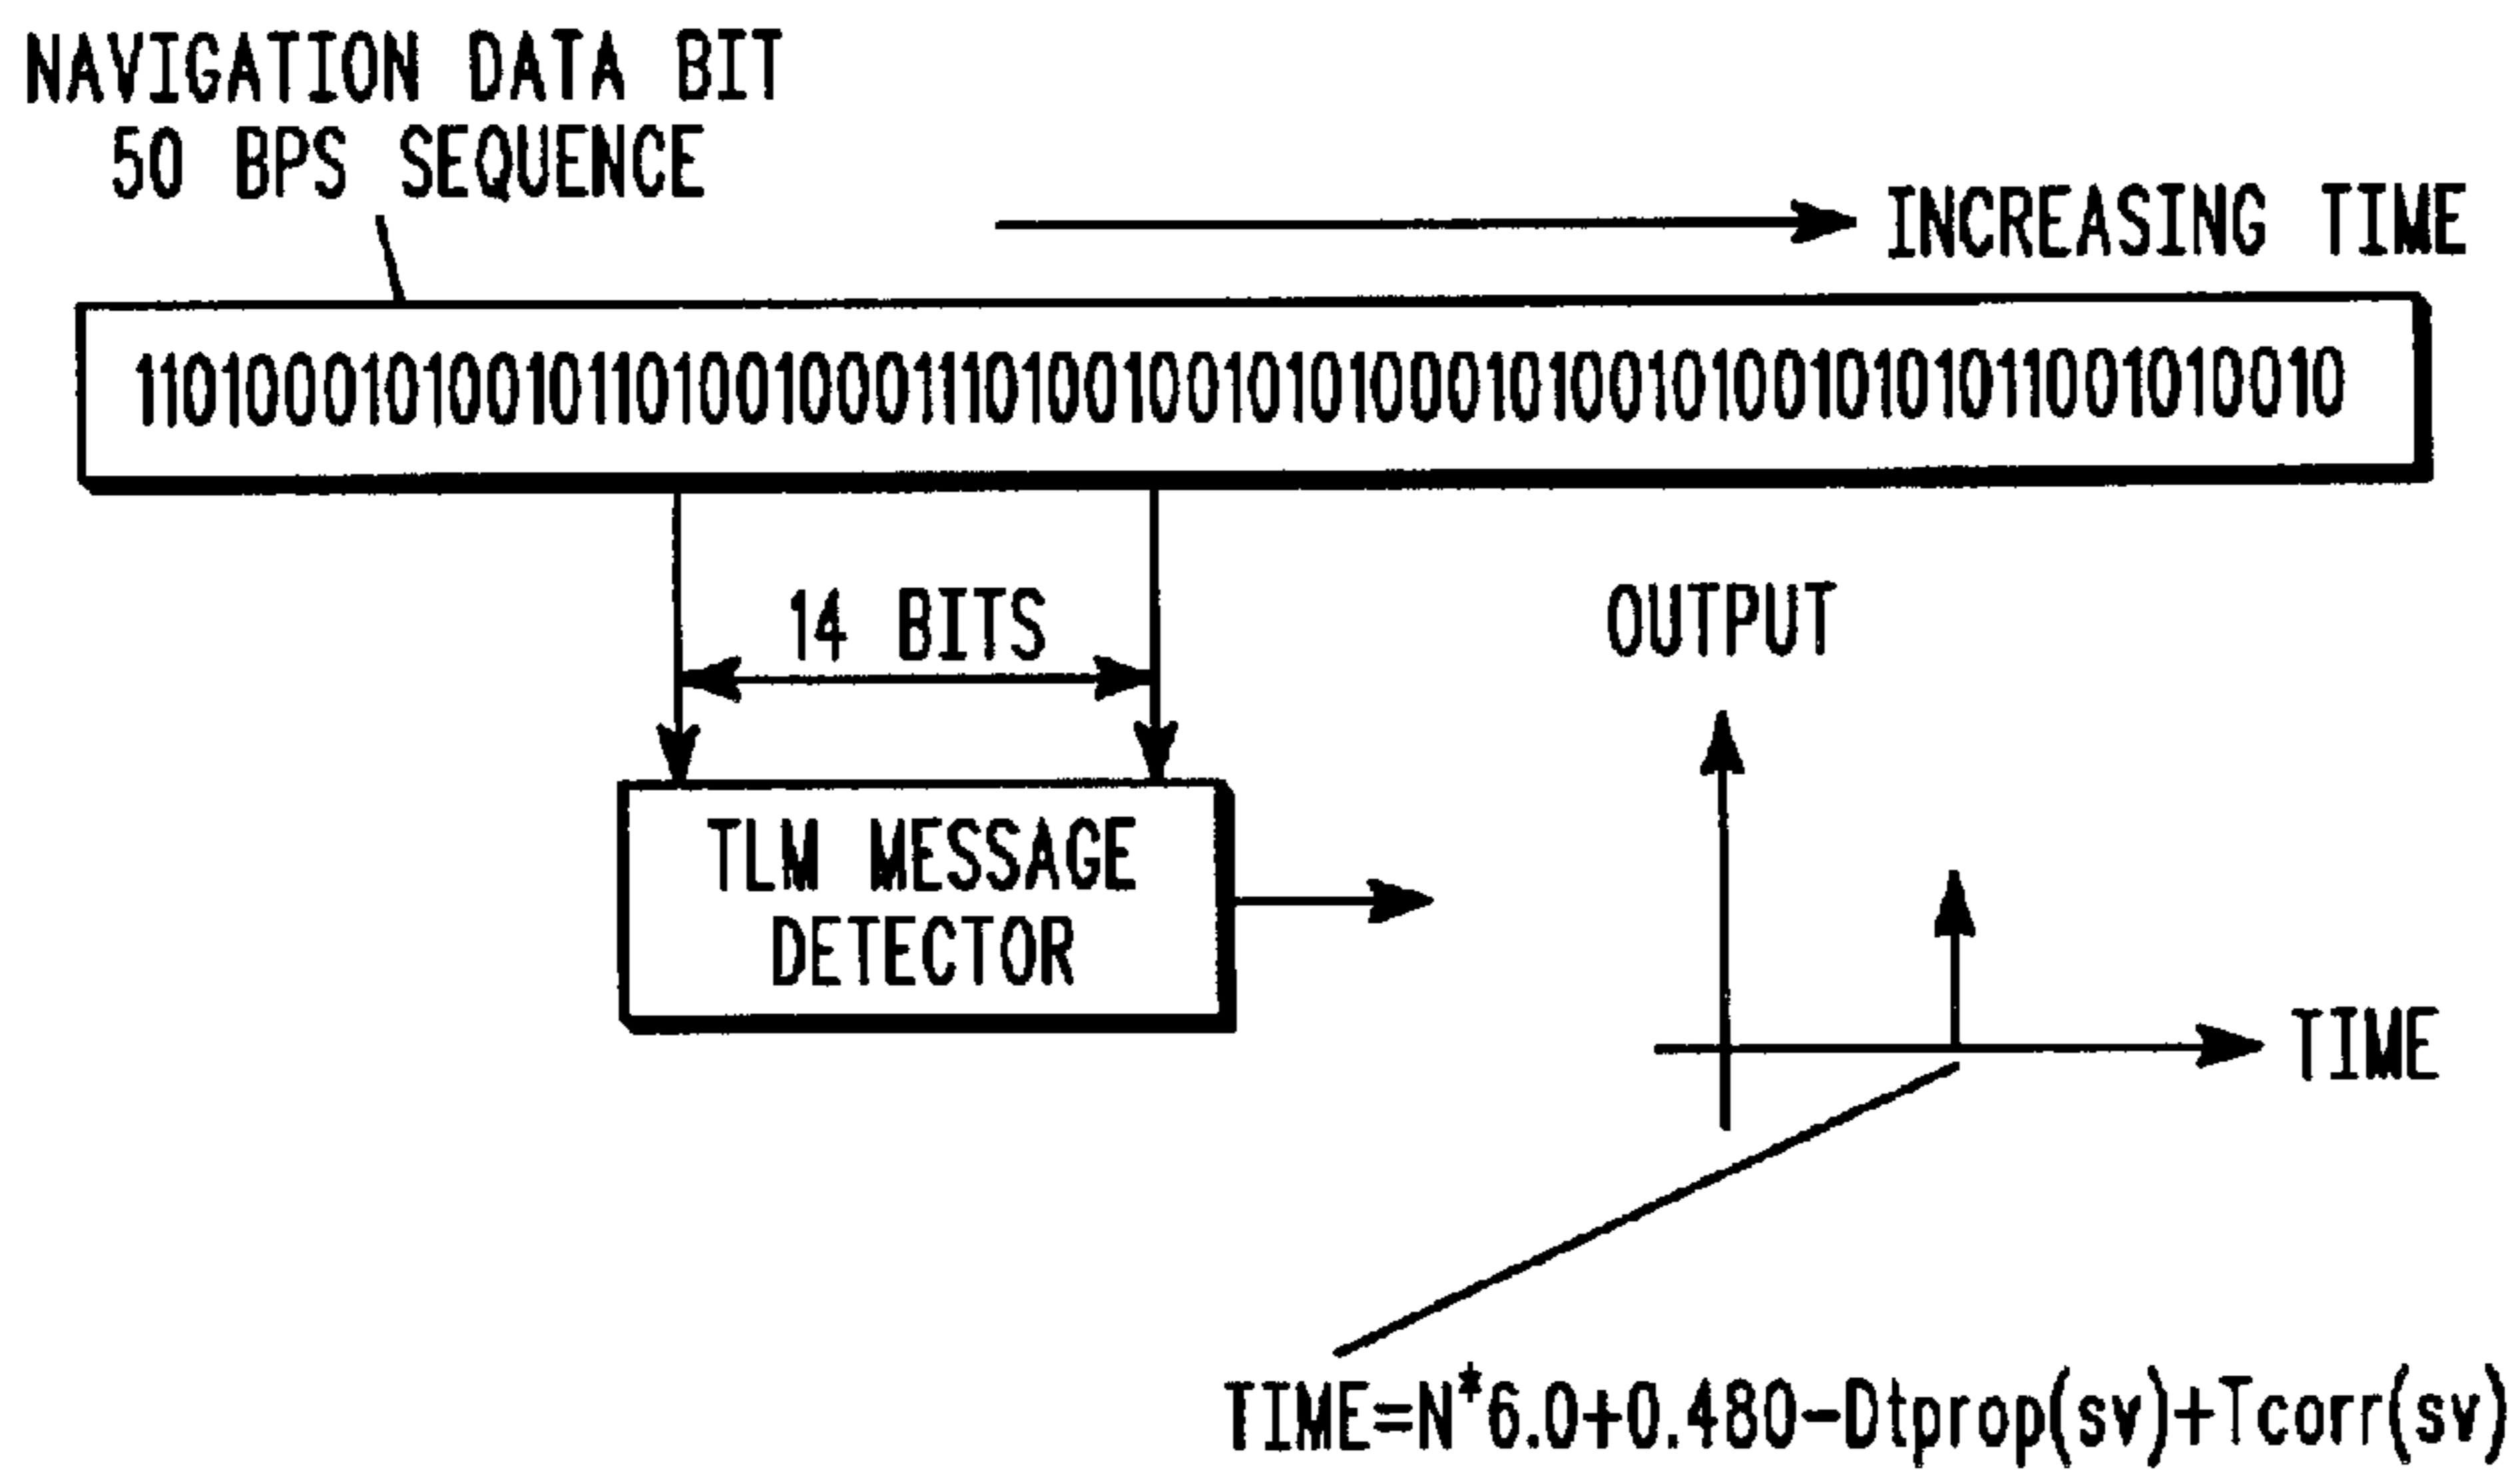 NAVIGATION DATA BIT
50 BPS SEQUENCE
INCREASING TIME
110100010100101101001000111010010010101000101001010010101011001010010
14 BITS
OUTPUT
TLM MESSAGE
DETECTOR
TIME
TIME=N*6.0+0.480-Dtprop(sv)+Tcorr(sv)